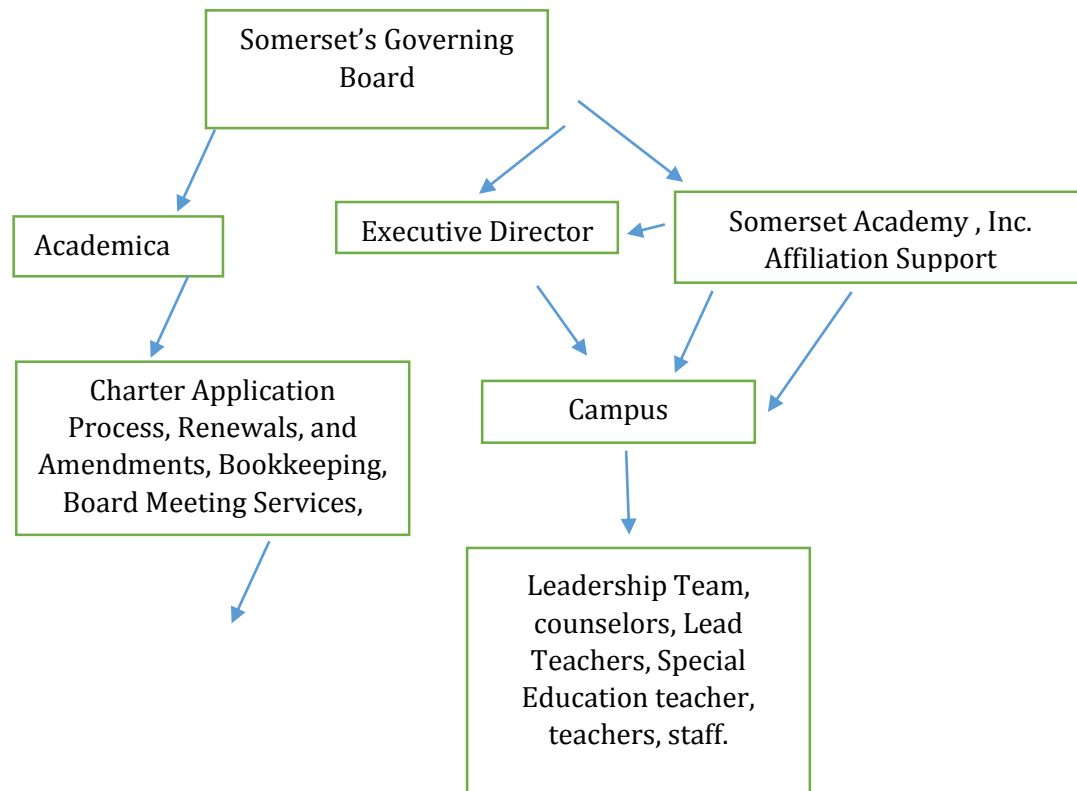 Somerset’s Governing
Board
Academica
Executive Director
Somerset Academy , Inc.
Affiliation Support
Charter Application
Process, Renewals, and
Amendments, Bookkeeping,
Board Meeting Services,
Campus
Leadership Team,
counselors, Lead
Teachers, Special
Education teacher,
teachers, staff.